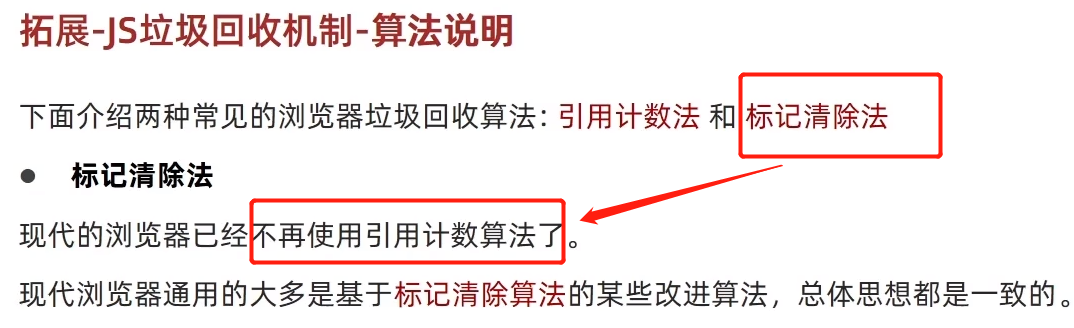 拓展-JS垃圾回收机制-算法说明
下面介绍两种常见的浏览器垃圾回收算法: 引用计数法 和 标记清除法
● 标记清除法
现代的浏览器已经不再使用引用计数算法了。
现代浏览器通用的大多是基于标记清除算法的某些改进算法，总体思想都是一致的。